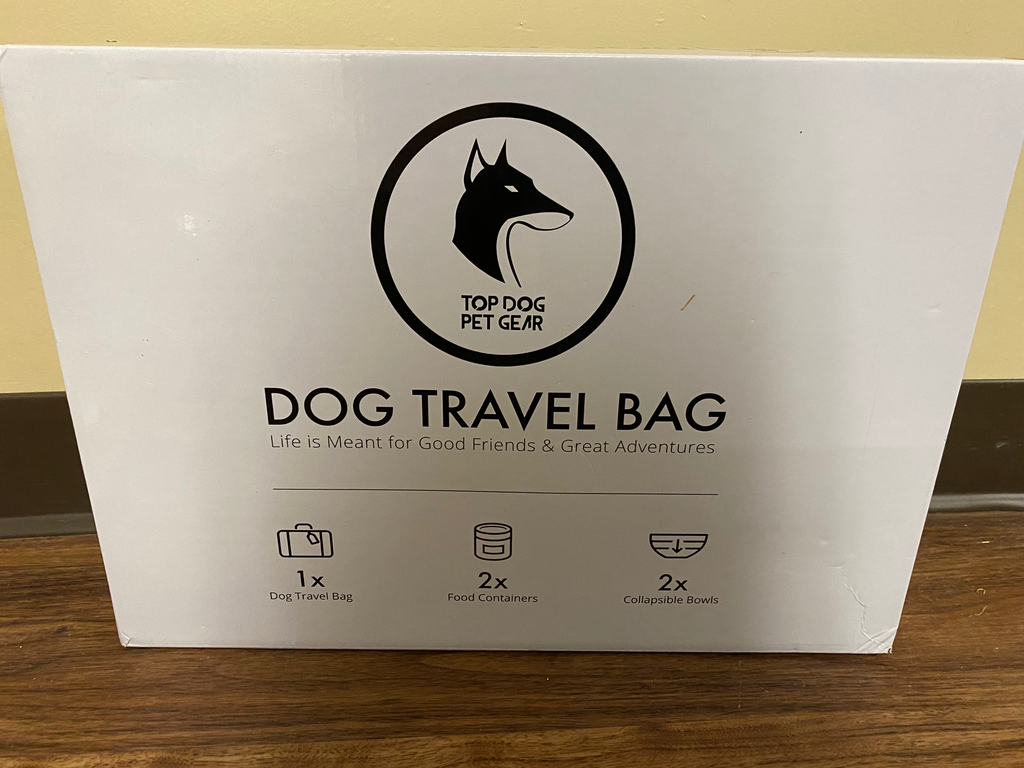 TOP DOG
PET GEAR
DOG TRAVEL BAG
Life is Meant for Good Friends & Great Adventures
1x 2x 2x
Dog Travel Bag Food Containers Collapsible Bowls